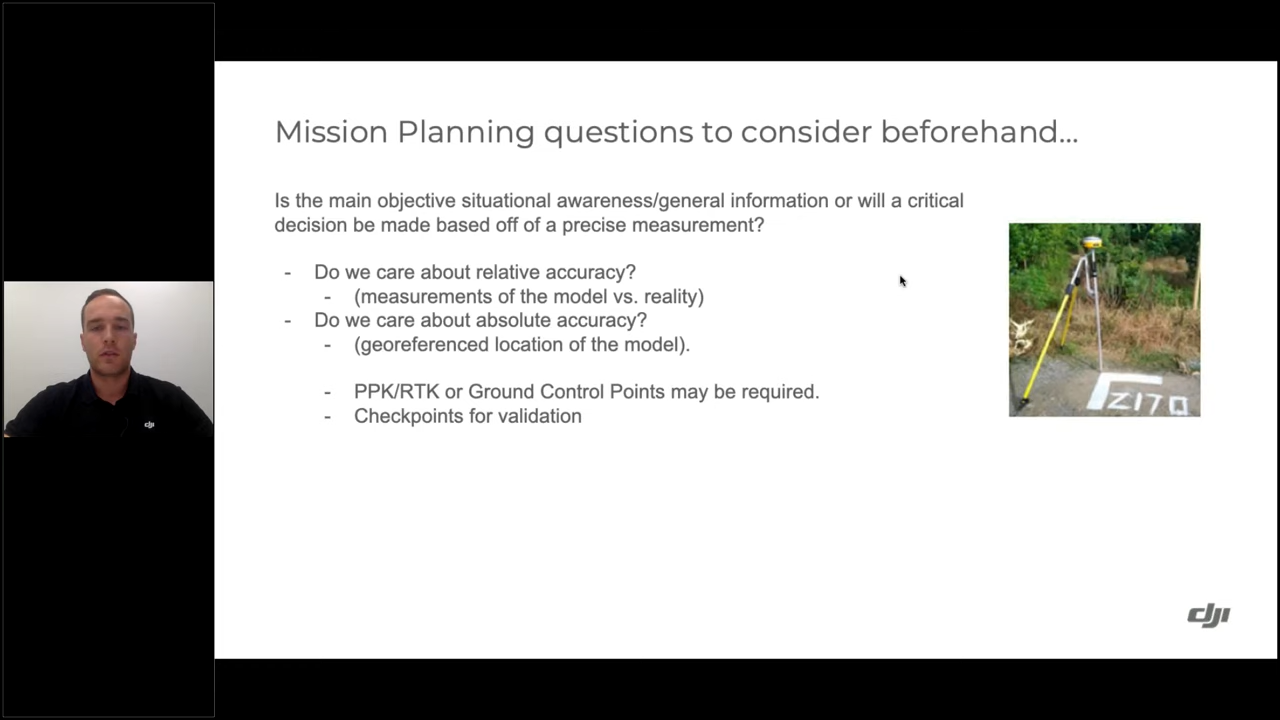 Mission Planning questions to consider beforehand...
Is the main objective situational awareness/general information or will a critical
decision be made based off of a precise measurement?
- Do we care about relative accuracy?
- (measurements of the model vs. reality)
- Do we care about absolute accuracy?
- (georeferenced location of the model).
- PPK/RTK or Ground Control Points may be required.
- Checkpoints for validation
Z170
dji
dji